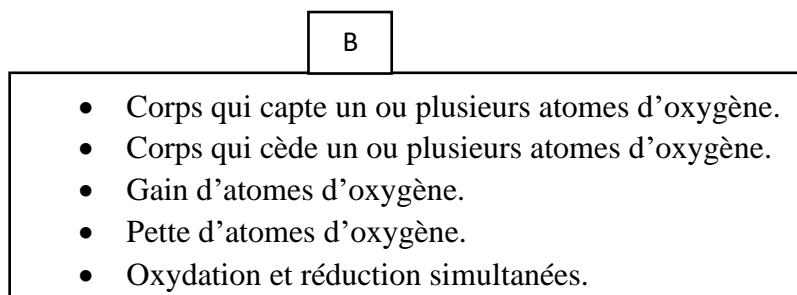 B
• Corps qui capte un ou plusieurs atomes d’oxygène.
• Corps qui cède un ou plusieurs atomes d’oxygène.
• Gain d’atomes d’oxygène.
• Pette d’atomes d’oxygène.
• Oxydation et réduction simultanées.